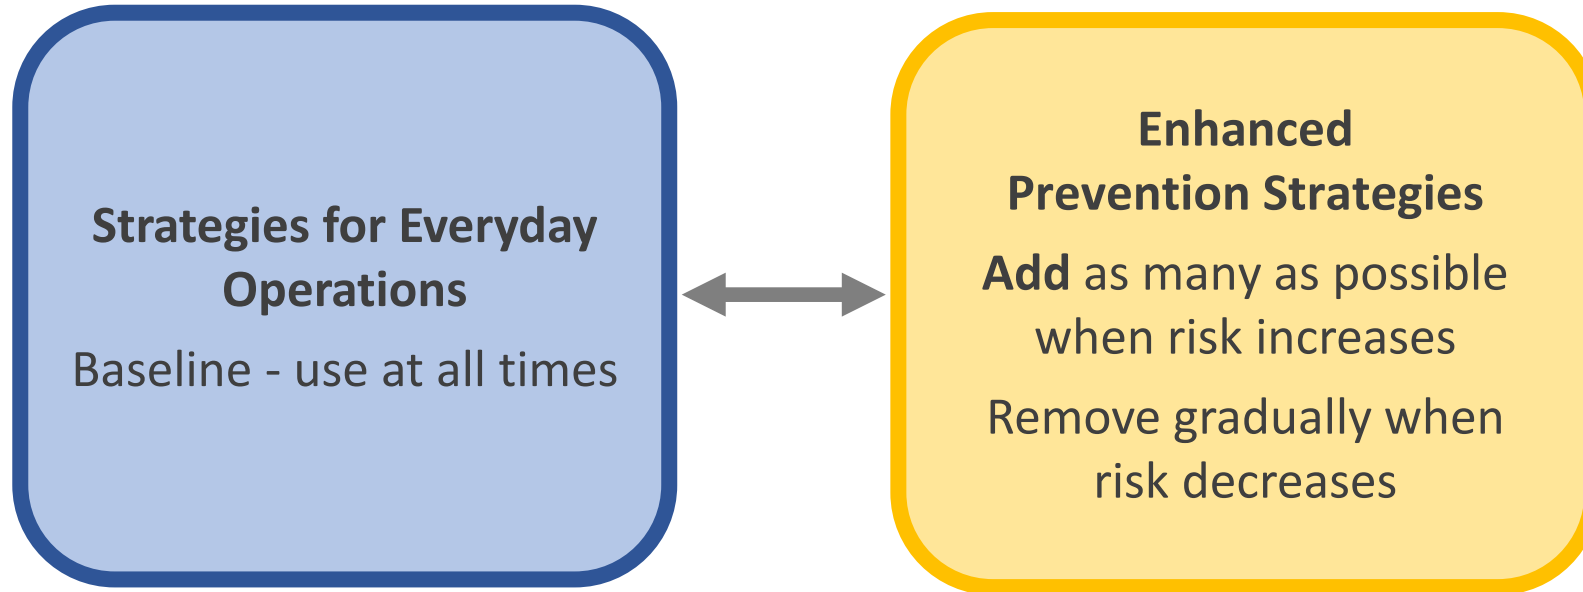 Strategies for Everyday
Operations
Baseline - use at all times
Enhanced
Prevention Strategies
Add as many as possible
when risk increases
Remove gradually when
risk decreases